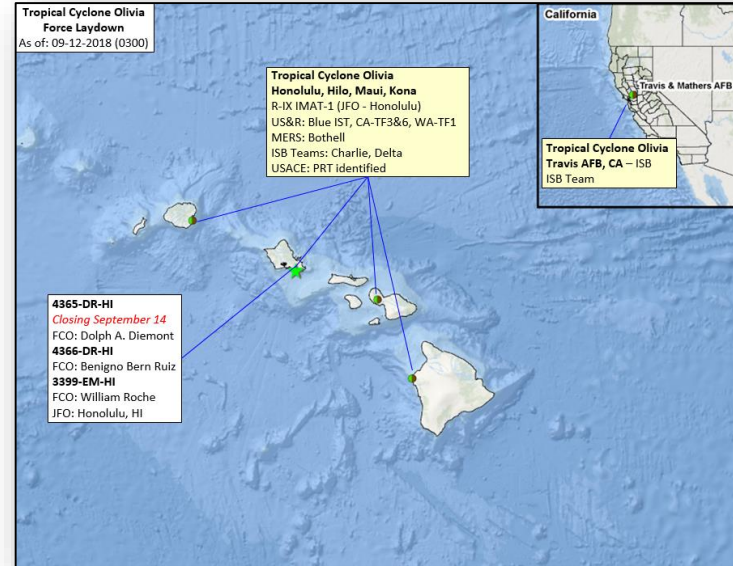 Tropical Cyclone Olivia
Force Laydown
As of: 09-12-2018 (0300)
Tropical Cyclone Olivia
Honolulu, Hilo, Maui, Kona
R-IX IMAT-1 (JFO - Honolulu)
US&R: Blue IST, CA-TF3&6, WA-TF1
MERS: Bothell
ISB Teams: Charlie, Delta
USACE: PRT identified
California
Travis & Mathers AFB
Tropical Cyclone Olivia
Travis AFB, CA – ISB
ISB Team
4365-DR-HI
Closing September 14
FCO: Dolph A. Diemont
4366-DR-HI
FCO: Benigno Bern Ruiz
3399-EM-HI
FCO: William Roche
JFO: Honolulu, HI